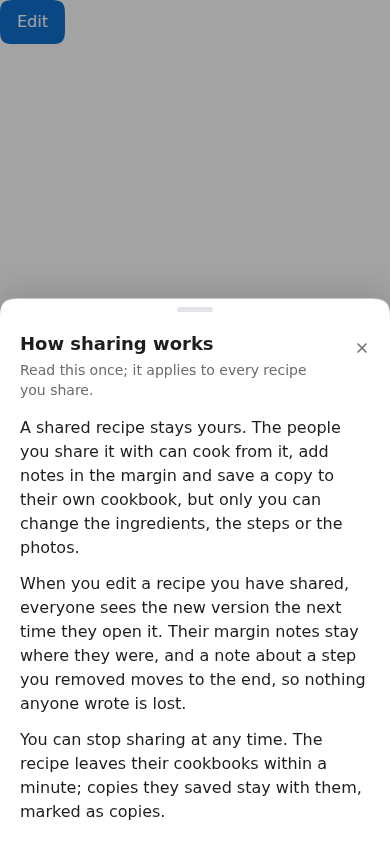 Edit
How sharing works
Read this once; it applies to every recipe
you share.
A shared recipe stays yours. The people
you share it with can cook from it, add
notes in the margin and save a copy to
their own cookbook, but only you can
change the ingredients, the steps or the
photos.
When you edit a recipe you have shared,
everyone sees the new version the next
time they open it. Their margin notes stay
where they were, and a note about a step
you removed moves to the end, so nothing
anyone wrote is lost.
You can stop sharing at any time. The
recipe leaves their cookbooks within a
minute; copies they saved stay with them,
marked as copies.